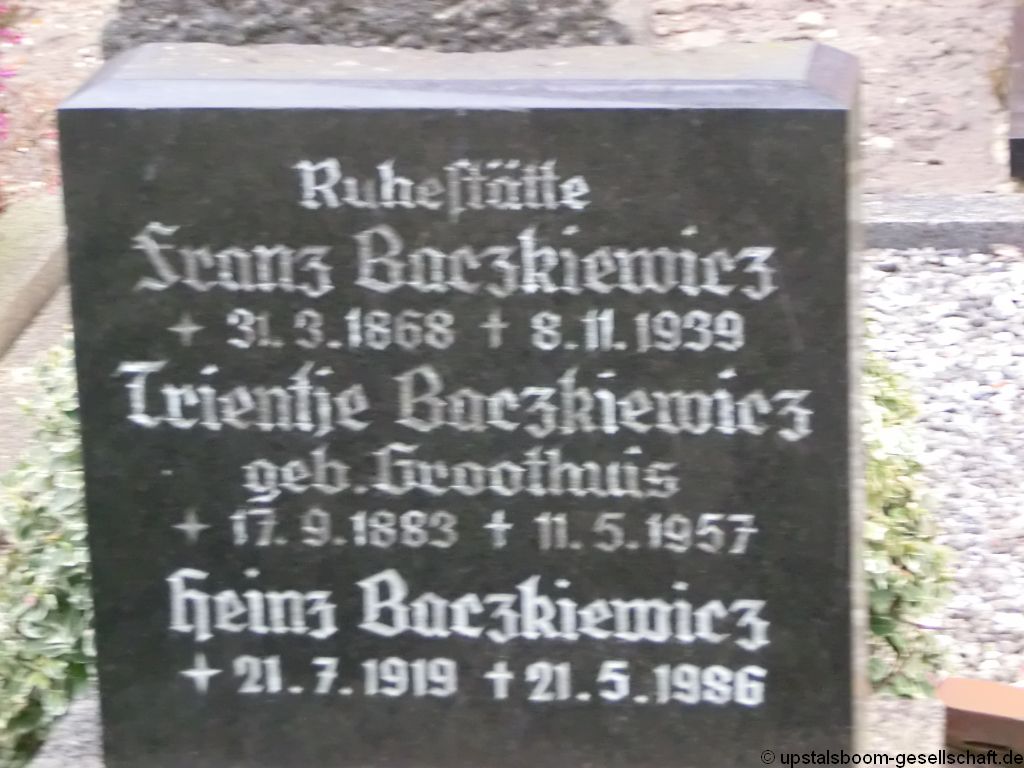 Ruhestätte
Franz Baczkiewicz
+ 31.3.1868 † 8.11.1939
Trientje Baczkiewicz
geb. Groothuis
+ 17.9.1883 † 11.5.1957
Heinz Baczkiewicz
+ 21.7.1919 † 21.5.1986
© upstalsboom-gesellschaft.de